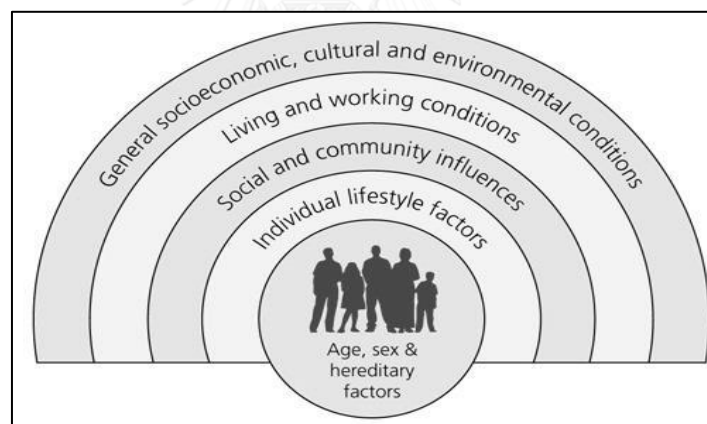 General socioeconomic, cultural and environmental conditions
Living and working conditions
Social and community influences
Individual lifestyle factors
Age, sex &
hereditary
factors